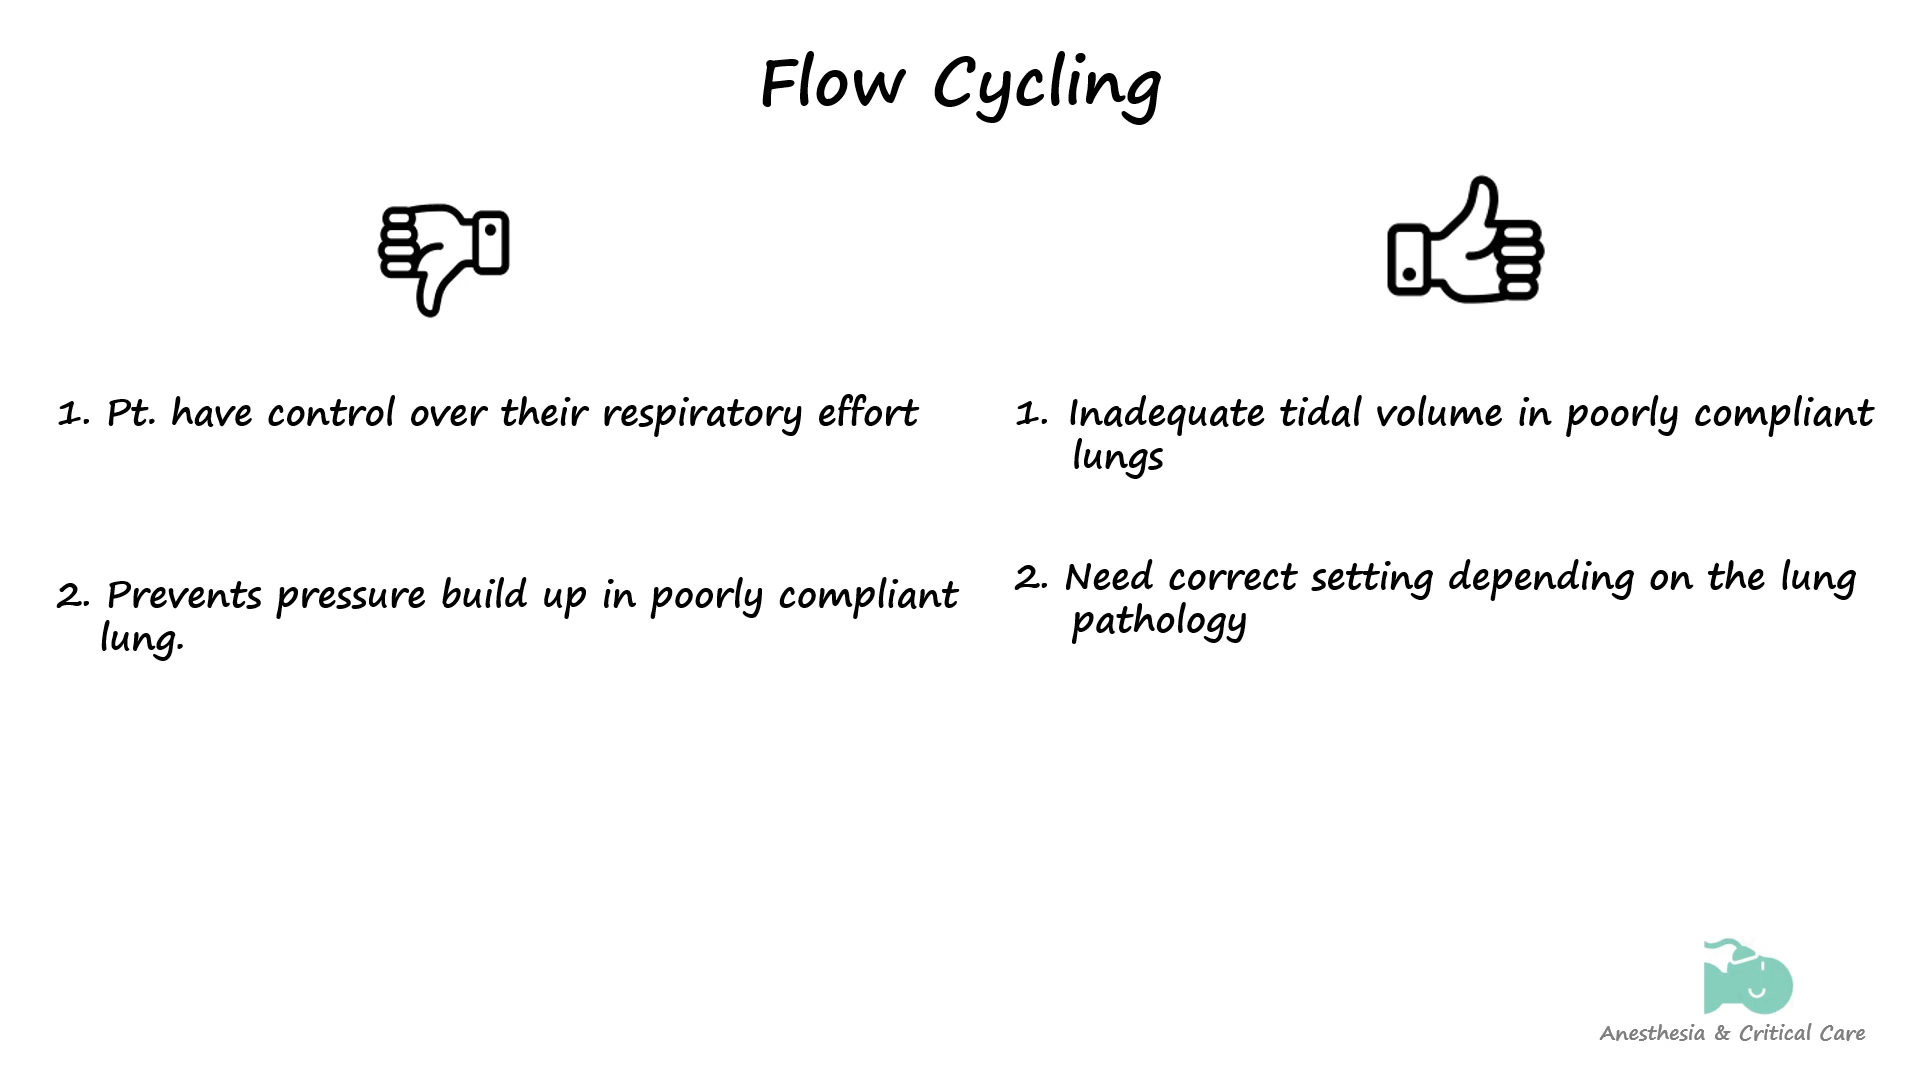 Flow Cycling
1. Pt. have control over their respiratory effort
2. Prevents pressure build up in poorly compliant
lung.
1. Inadequate tidal volume in poorly compliant
lungs
2. Need correct setting depending on the lung
pathology
Anesthesia & Critical Care